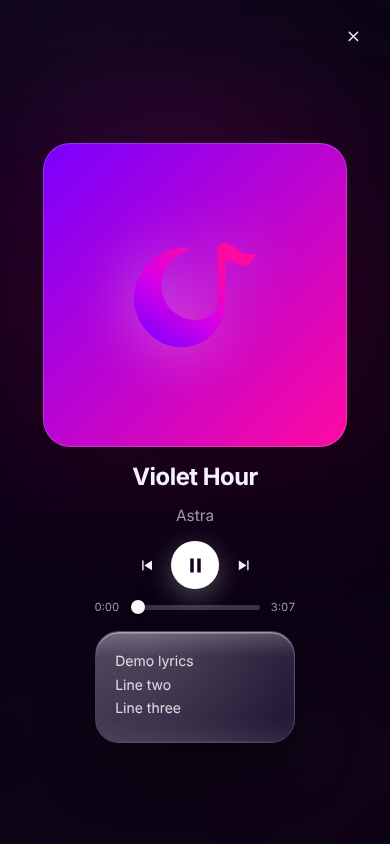 Violet Hour
Astra
0:00 3:07
Demo lyrics
Line two
Line three